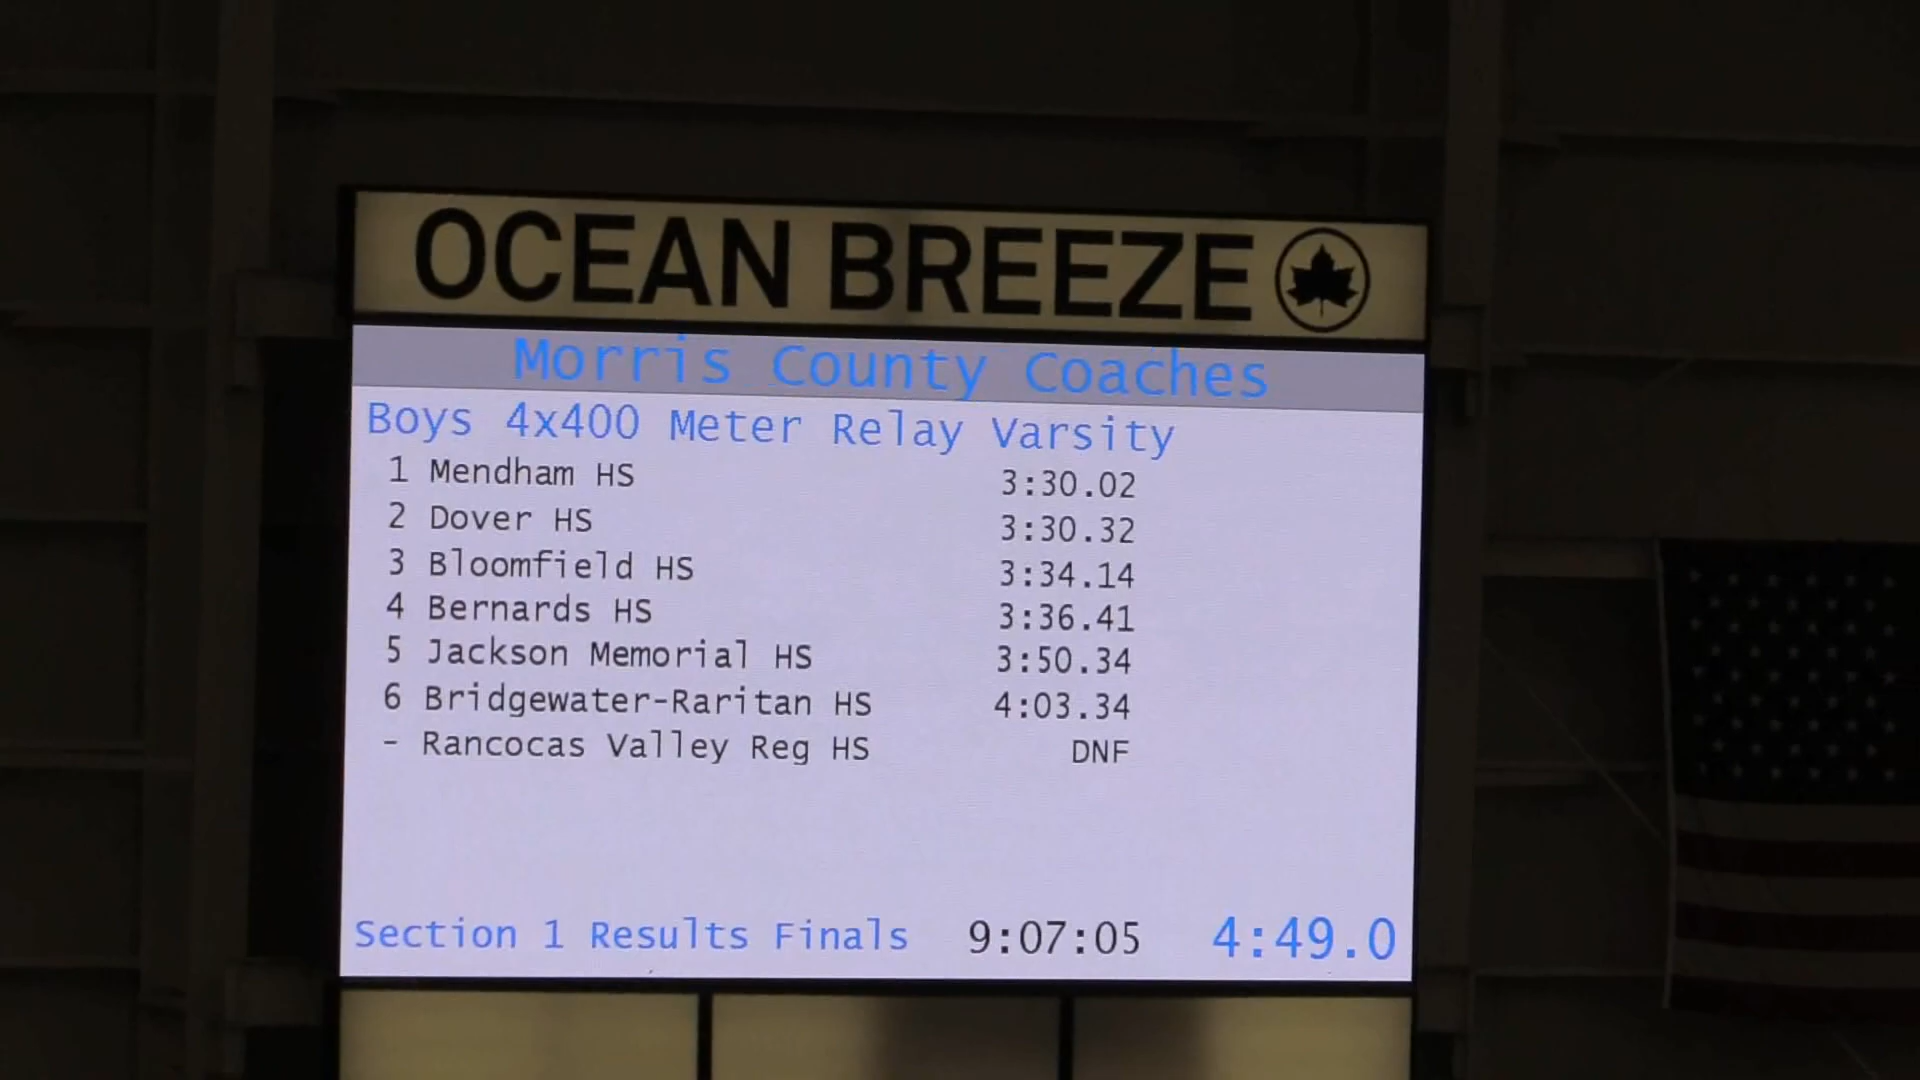 OCEAN BREEZE
Morris County Coaches
Boys 4x400 Meter Relay Varsity
1 Mendham HS 3:30.02
2 Dover HS 3:30.32
3 Bloomfield HS 3:34.14
4 Bernards HS 3:36.41
5 Jackson Memorial HS 3:50.34
6 Bridgewater-Raritan HS 4:03.34
- Rancocas Valley Reg HS DNF
Section 1 Results Finals 9:07:05 4:49.0